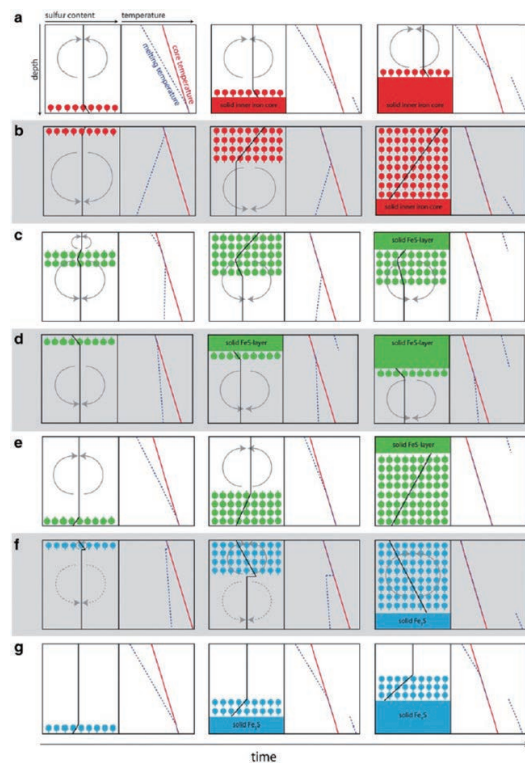 a
sulfur content
temperature
depth
melting temperature
core temperature
solid inner iron core
solid inner iron core
b
solid inner iron core
c
solid FeS-layer
d
solid FeS-layer
solid FeS-layer
e
solid FeS-layer
f
solid Fe₃S
g
solid Fe₃S
solid Fe₃S
time